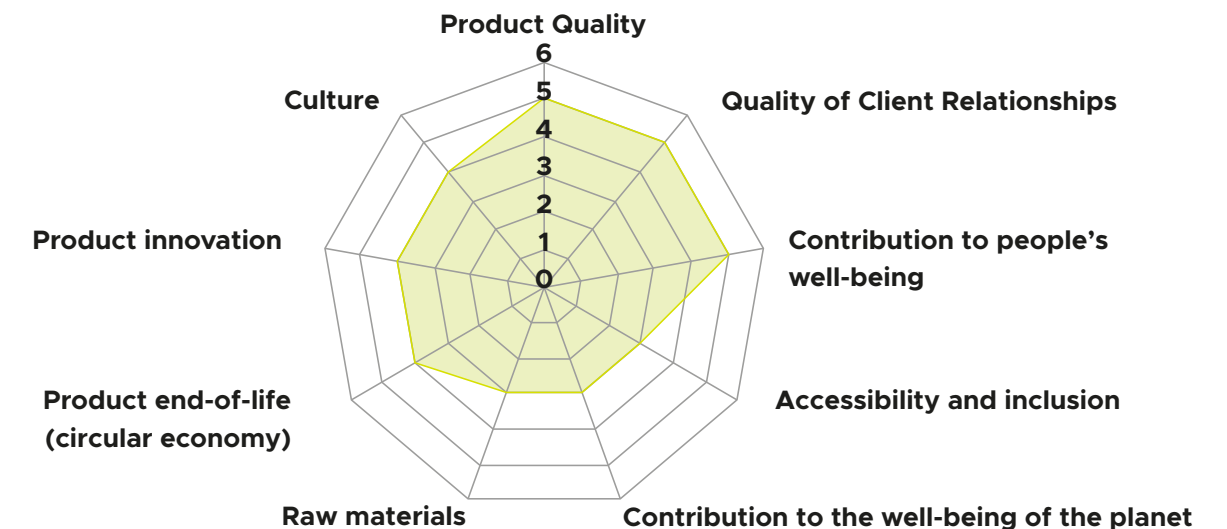 Product Quality
6
Culture
5
Quality of Client Relationships
4
3
2
Product innovation
1
Contribution to people’s
well-being
0
Product end-of-life
(circular economy)
Accessibility and inclusion
Raw materials
Contribution to the well-being of the planet